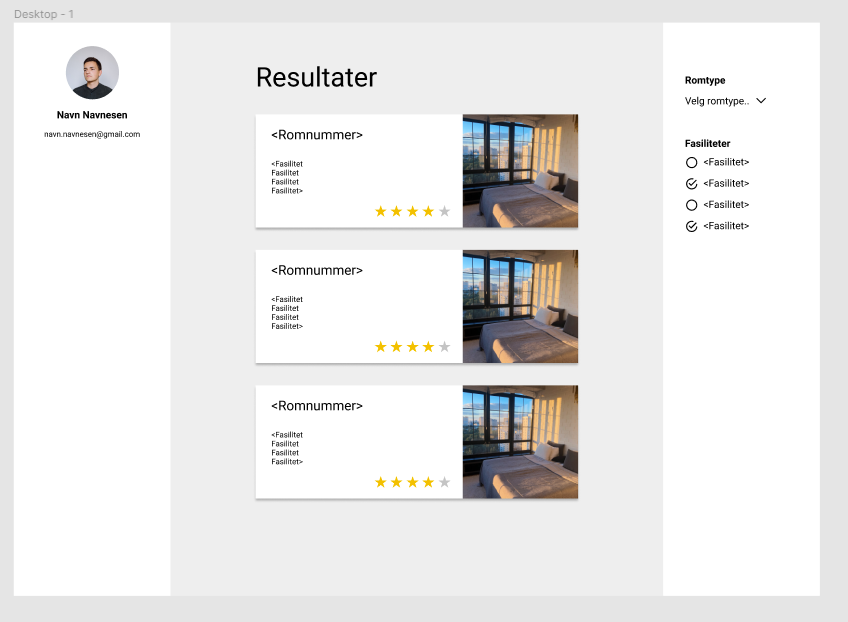 Desktop - 1
Navn Navnesen
navn.navnesen@gmail.com
Resultater
<Romnummer>
<Fasilitet
Fasilitet
Fasilitet
Fasilitet>
<Romnummer>
<Fasilitet
Fasilitet
Fasilitet
Fasilitet>
<Romnummer>
<Fasilitet
Fasilitet
Fasilitet
Fasilitet>
Romtype
Velg romtype..
Fasiliteter
<Fasilitet>
<Fasilitet>
<Fasilitet>
<Fasilitet>